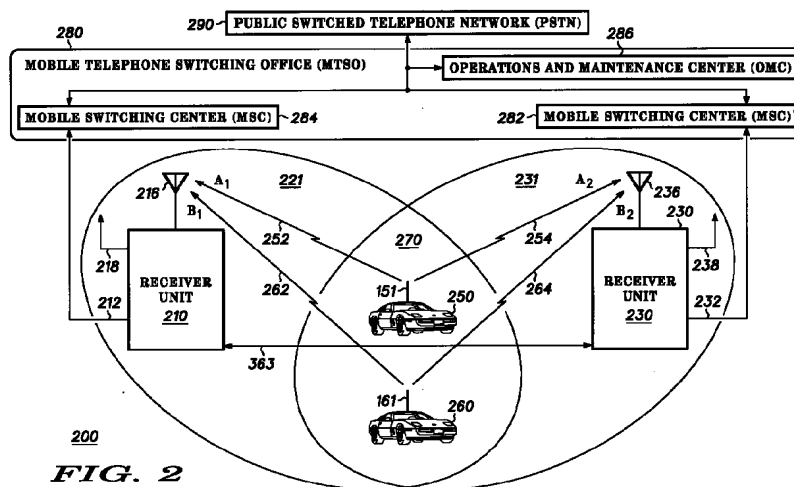 290 PUBLIC SWITCHED TELEPHONE NETWORK (PSTN)
280
286
MOBILE TELEPHONE SWITCHING OFFICE (MTSO)
OPERATIONS AND MAINTENANCE CENTER (OMC)
MOBILE SWITCHING CENTER (MSC) 284
282 MOBILE SWITCHING CENTER (MSC)
216 A1 221 231 A2 236
B1 B2
252 270 254 230
218 262 264 238
RECEIVER UNIT 210
212
151 250
RECEIVER UNIT 230
232
363
161 260
200
FIG. 2